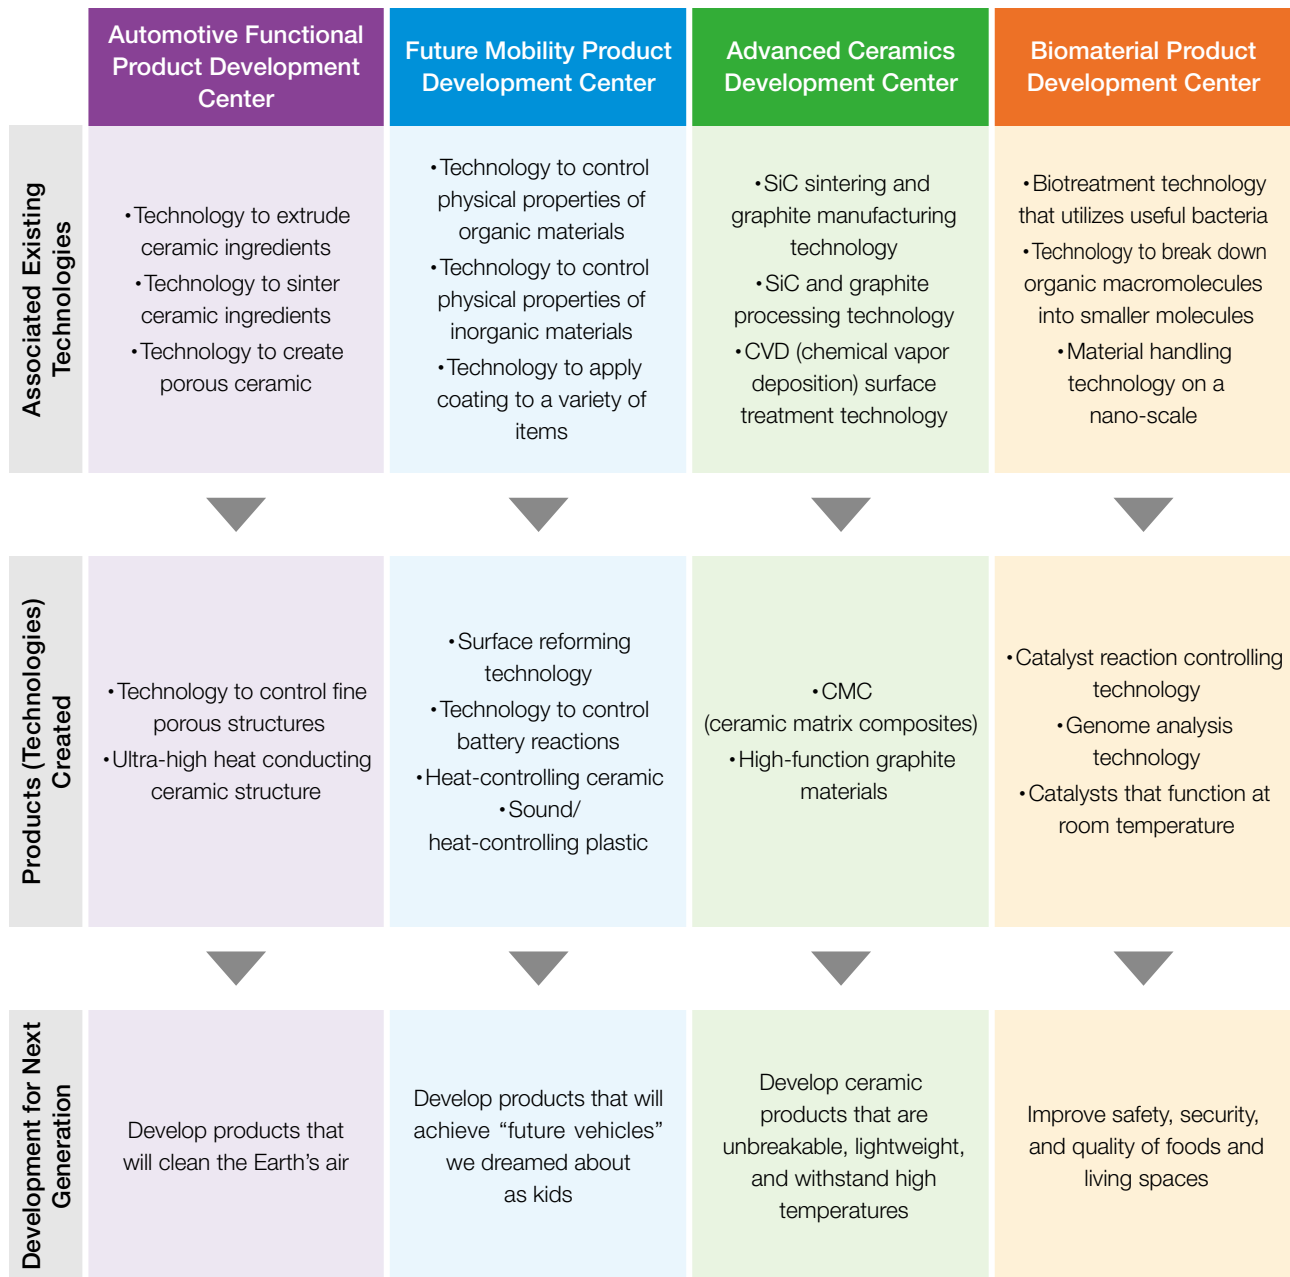 Automotive Functional
Product Development
Center
Future Mobility Product
Development Center
Advanced Ceramics
Development Center
Biomaterial Product
Development Center
Associated Existing
Technologies
•Technology to extrude
ceramic ingredients
•Technology to sinter
ceramic ingredients
•Technology to create
porous ceramic
•Technology to control
physical properties of
organic materials
•Technology to control
physical properties of
inorganic materials
•Technology to apply
coating to a variety of
items
•SiC sintering and
graphite manufacturing
technology
•SiC and graphite
processing technology
•CVD (chemical vapor
deposition) surface
treatment technology
•Biotreatment technology
that utilizes useful bacteria
•Technology to break down
organic macromolecules
into smaller molecules
•Material handling
technology on a
nano-scale
Products (Technologies)
Created
•Technology to control fine
porous structures
•Ultra-high heat conducting
ceramic structure
•Surface reforming
technology
•Technology to control
battery reactions
•Heat-controlling ceramic
•Sound/
heat-controlling plastic
•CMC
(ceramic matrix composites)
•High-function graphite
materials
•Catalyst reaction controlling
technology
•Genome analysis
technology
•Catalysts that function at
room temperature
Development for Next
Generation
Develop products that
will clean the Earth’s air
Develop products that will
achieve “future vehicles”
we dreamed about
as kids
Develop ceramic
products that are
unbreakable, lightweight,
and withstand high
temperatures
Improve safety, security,
and quality of foods and
living spaces